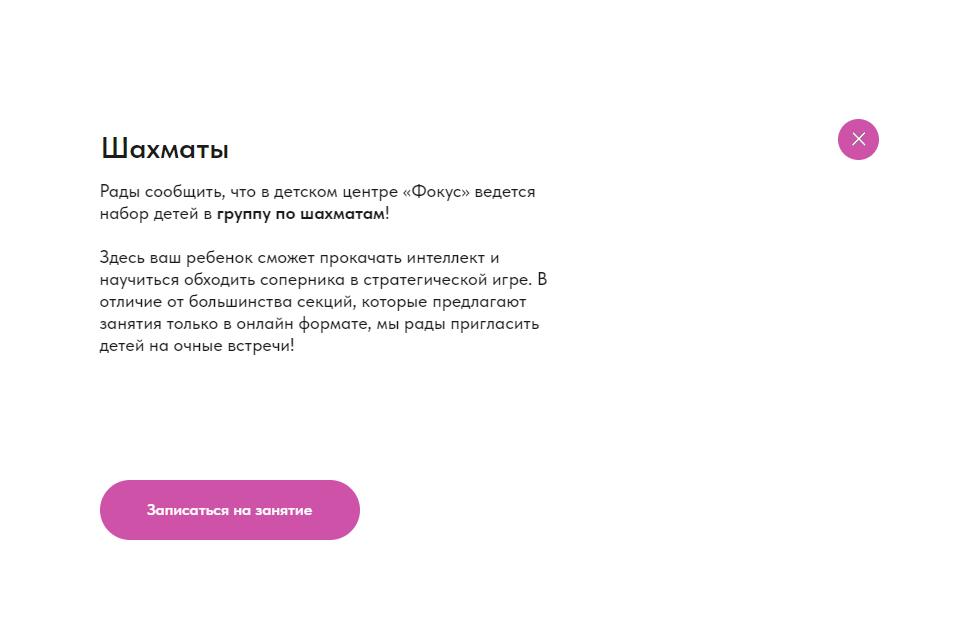 Шахматы
Рады сообщить, что в детском центре «Фокус» ведется
набор детей в группу по шахматам!
Здесь ваш ребенок сможет прокачать интеллект и
научиться обходить соперника в стратегической игре. В
отличие от большинства секций, которые предлагают
занятия только в онлайн формате, мы рады пригласить
детей на очные встречи!
Записаться на занятие